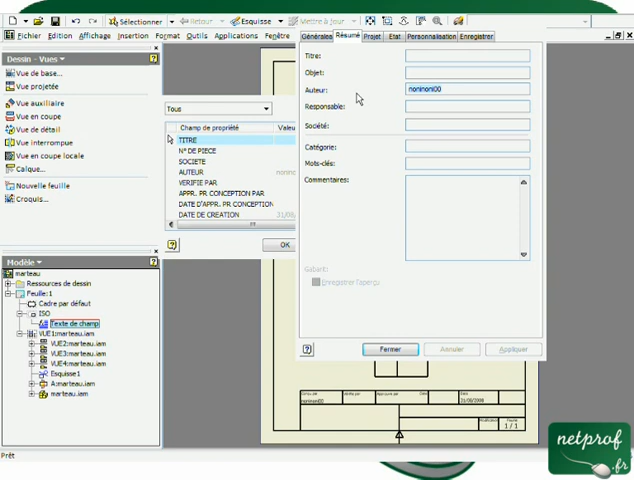 Sélectionner
Retour
Esquisse
Mettre à jour
Fichier Edition Affichage Insertion Format Outils Applications Fenêtre
Générales Résumé Projet Etat Personnalisation Enregistrer
Dessin - Vues
Vue de base...
Vue projetée
Vue auxiliaire
Vue en coupe
Vue de détail
Vue interrompue
Vue en coupe locale
Calque...
Nouvelle feuille
Croquis...
Tous
Champ de propriété Valeu
TITRE
N° DE PIECE
SOCIETE
AUTEUR noninc
VERIFIE PAR
APPR. PR CONCEPTION PAR
DATE D'APPR. PR CONCEPTION
DATE DE CREATION 31/08,
OK
Titre:
Objet:
Auteur: noninoni00
Responsable:
Société:
Catégorie:
Mots-clés:
Commentaires:
Gabarit:
Enregistrer l'aperçu
Fermer
Annuler
Appliquer
Modèle
marteau
Ressources de dessin
Feuille:1
Cadre par défaut
ISO
Texte de champ
VUE1:marteau.iam
VUE2:marteau.iam
VUE3:marteau.iam
VUE4:marteau.iam
Esquisse1
A:marteau.iam
marteau.iam
Date
Date
noninoni00
31/08/2008
Feuille
1 / 1
Prêt
netprof
.fr